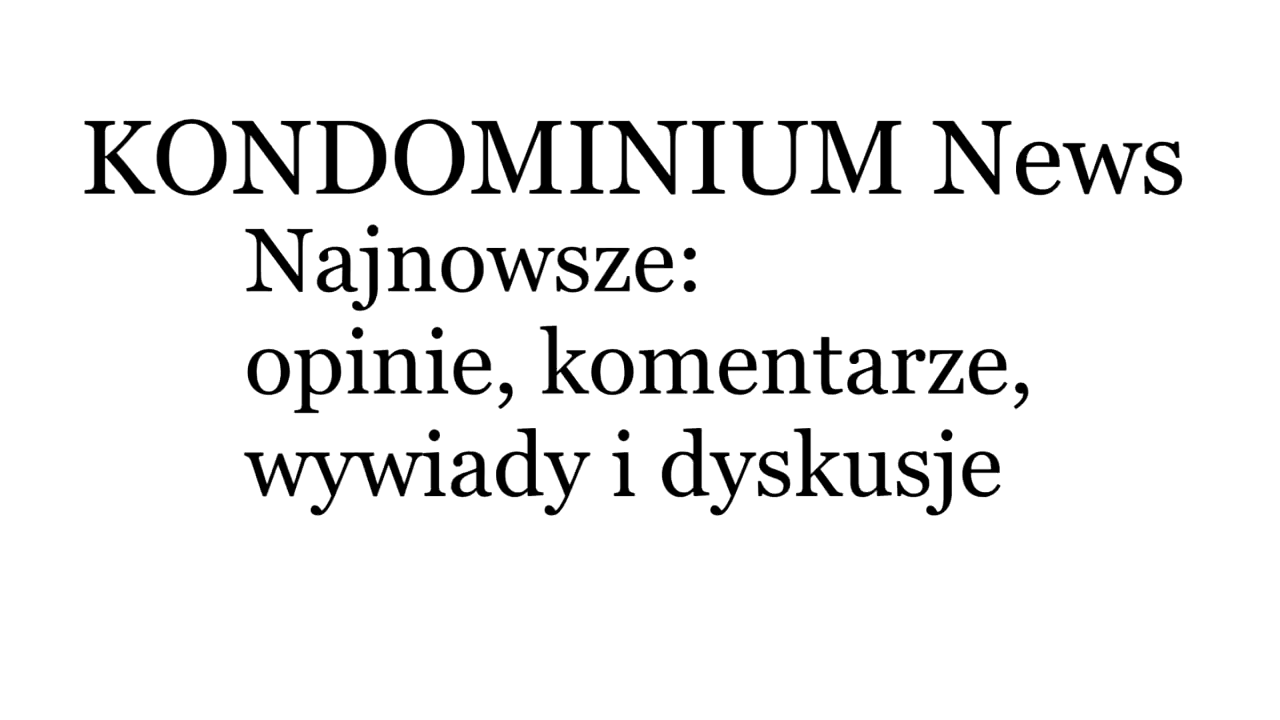 KONDOMINIUM News
Najnowsze:
opinie, komentarze,
wywiady i dyskusje